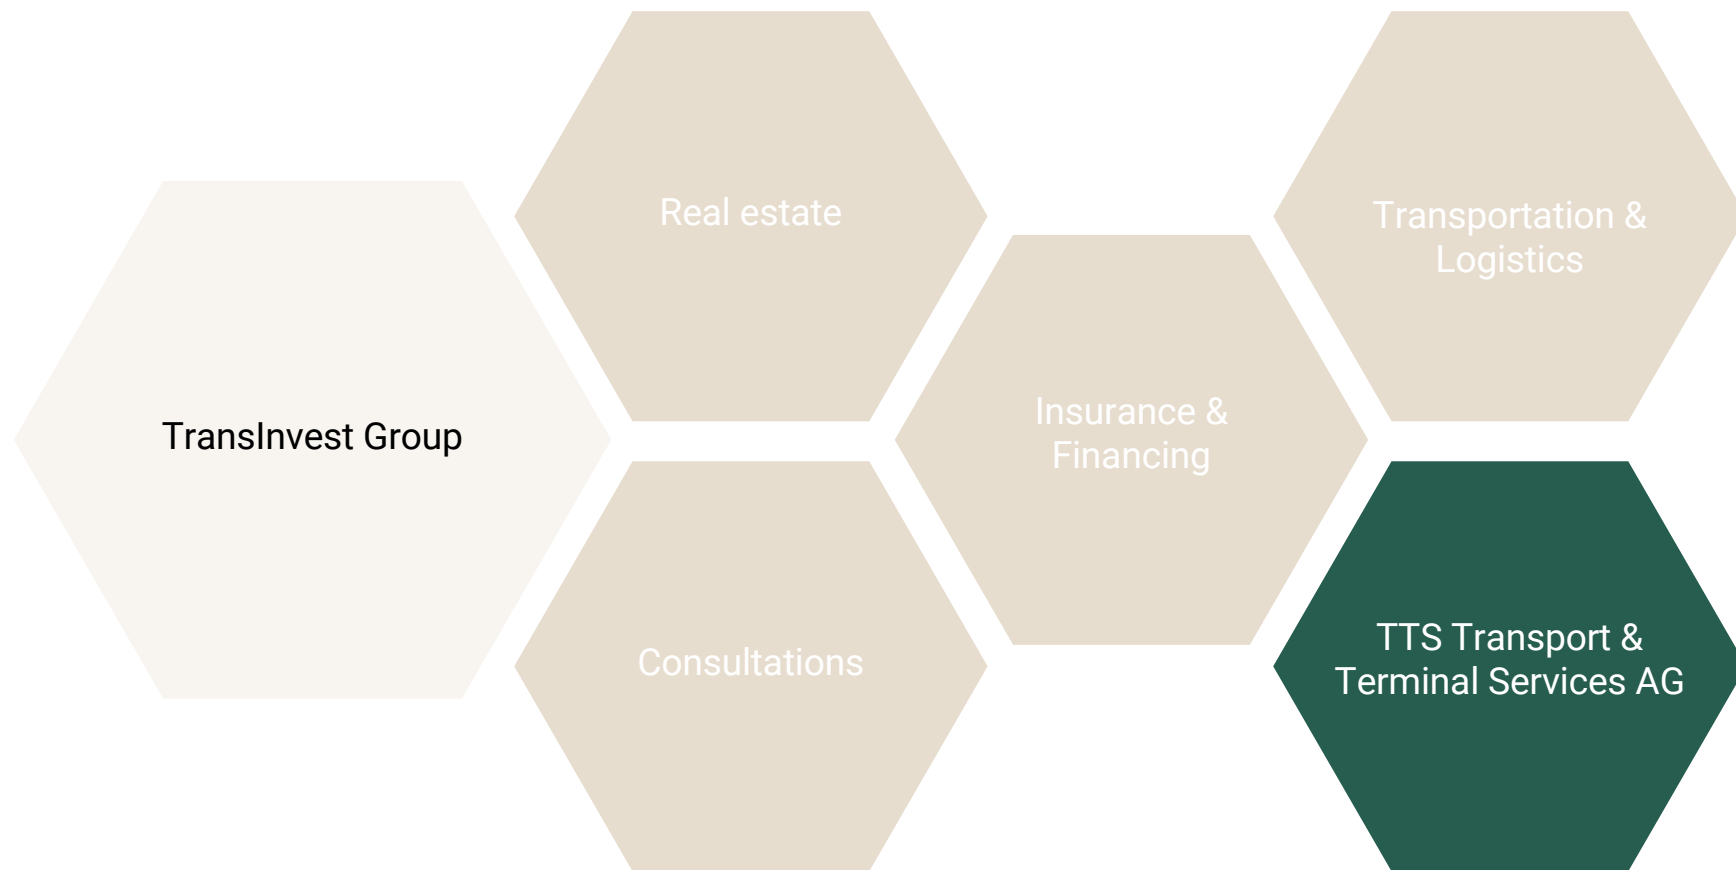 TransInvest Group
Real estate
Consultations
Insurance &
Financing
Transportation &
Logistics
TTS Transport &
Terminal Services AG